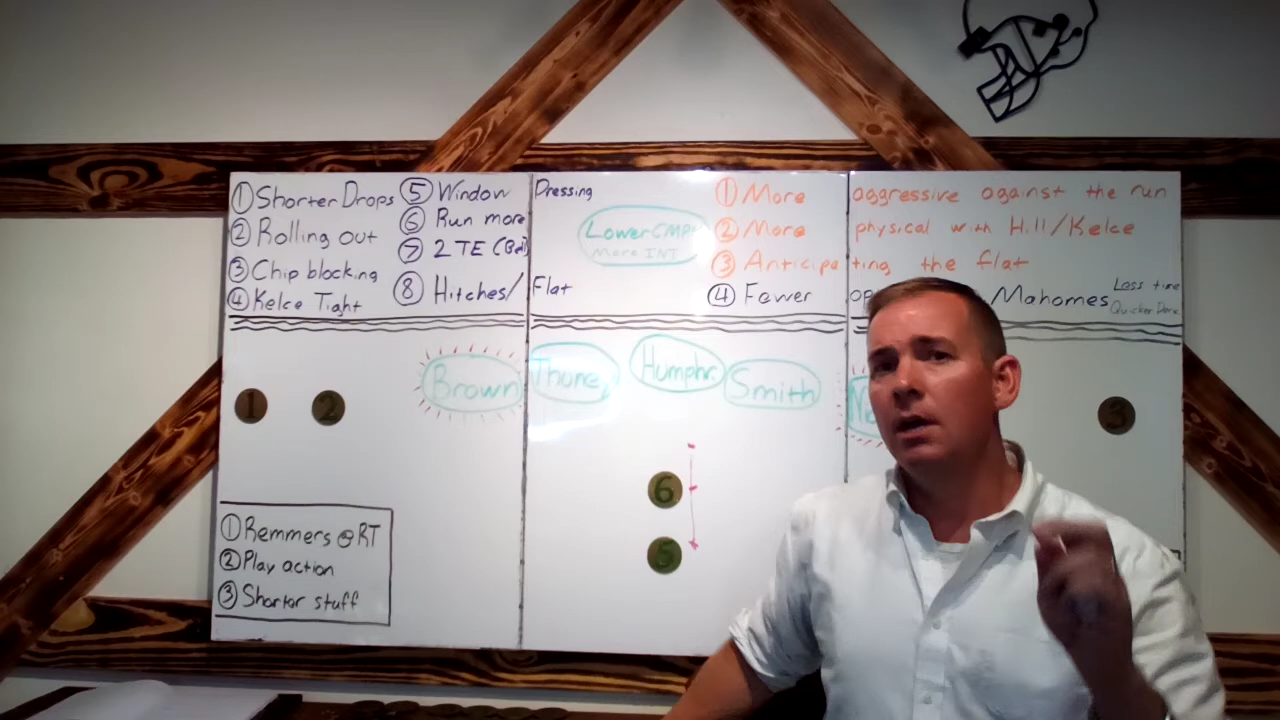 ① Shorter Drops
② Rolling out
③ Chip blocking
④ Kelce Tight
⑤ Window Dressing
⑥ Run more
⑦ 2 TE
⑧ Hitches/Flat
Lower CMP%
More INT
① More aggressive against the run
② More physical with Hill/Kelce
③ Anticipating the flat
④ Fewer
Mahomes
Less time
Quicker
Brown
Thuney
Humphr
Smith
1
2
3
6
5
① Remmers @ RT
② Play action
③ Shorter stuff